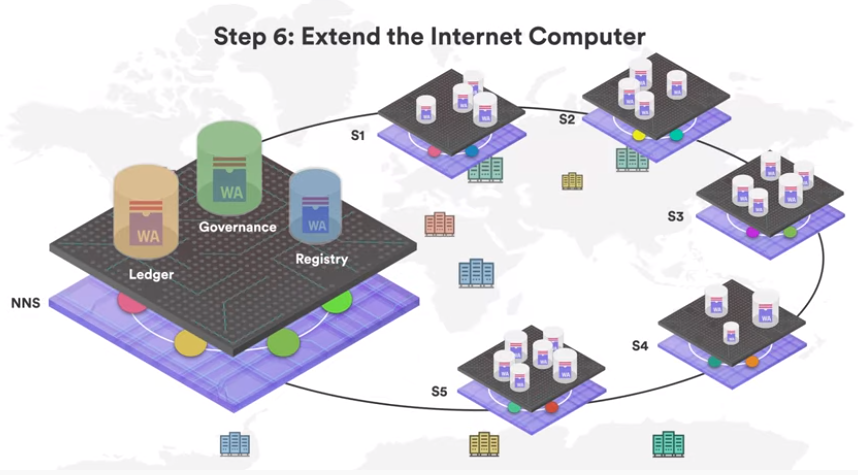 Step 6: Extend the Internet Computer
S1
S2
S3
S4
S5
NNS
WA
Ledger
WA
Governance
WA
Registry